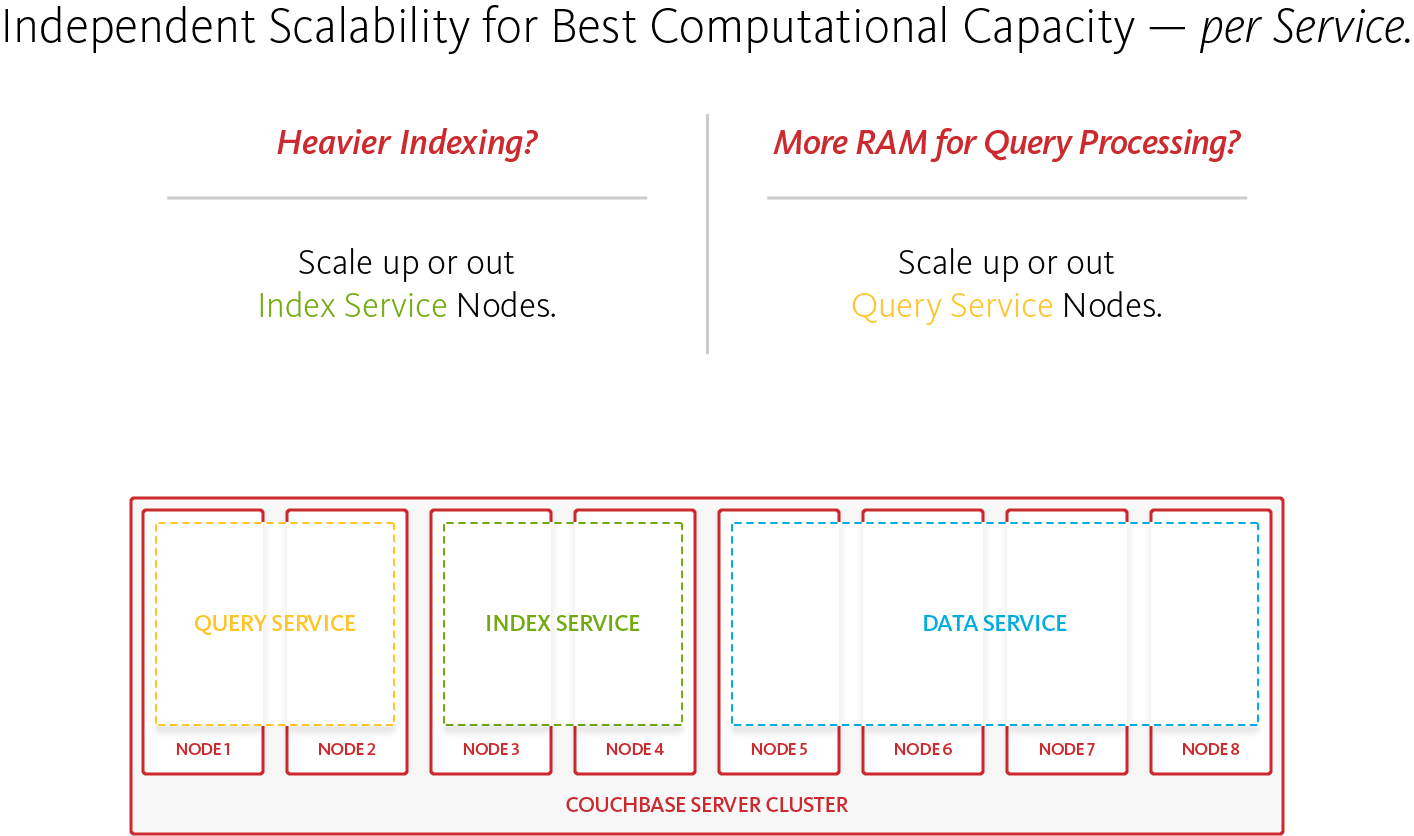 Independent Scalability for Best Computational Capacity — per Service.
Heavier Indexing?
Scale up or out
Index Service Nodes.
More RAM for Query Processing?
Scale up or out
Query Service Nodes.
QUERY SERVICE
INDEX SERVICE
DATA SERVICE
NODE 1
NODE 2
NODE 3
NODE 4
NODE 5
NODE 6
NODE 7
NODE 8
COUCHBASE SERVER CLUSTER